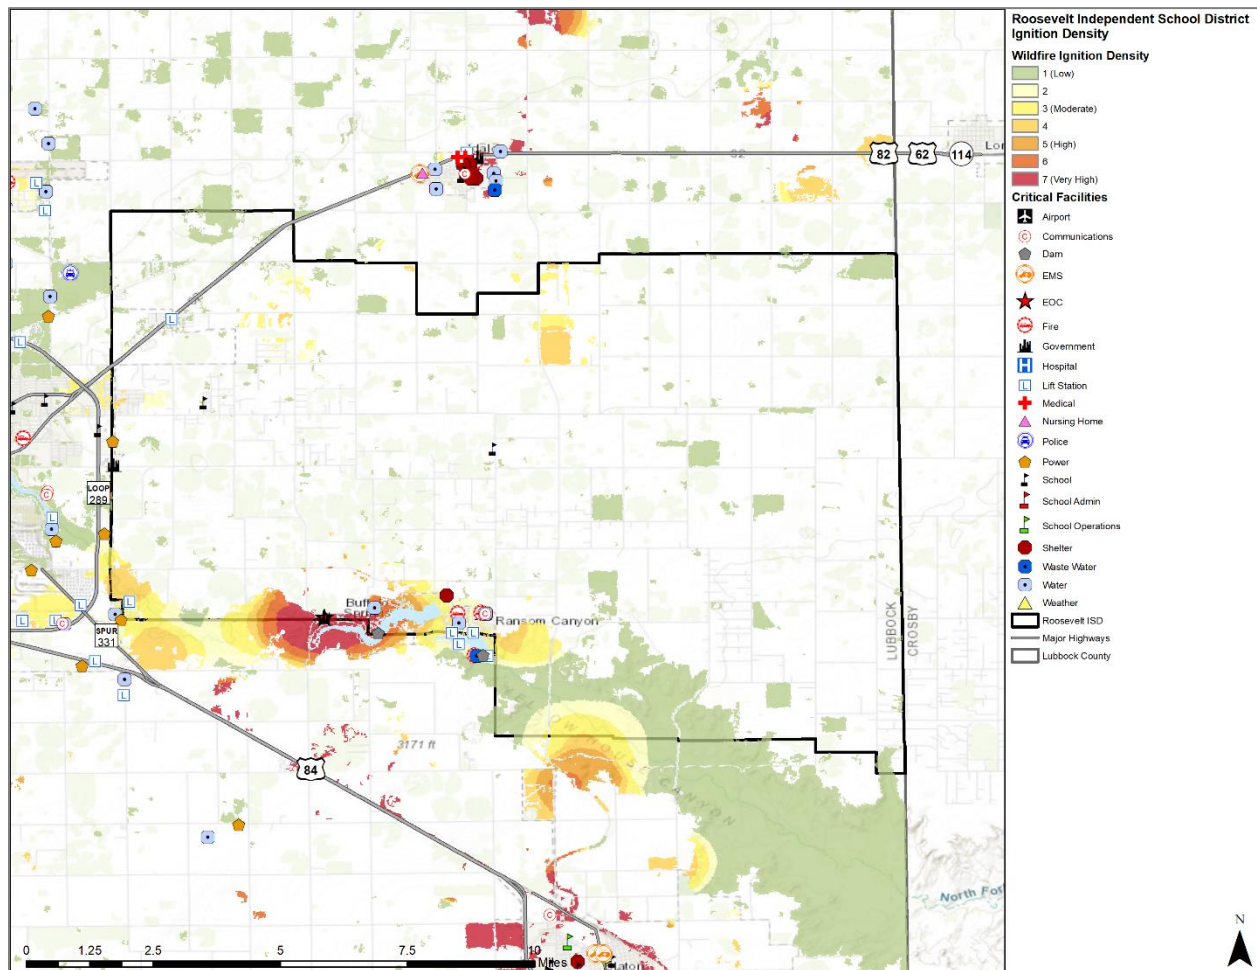 Roosevelt Independent School District
Ignition Density
Wildfire Ignition Density
1 (Low)
2
3 (Moderate)
4
5 (High)
6
7 (Very High)
Critical Facilities
Airport
Communications
Dam
EMS
EOC
Fire
Government
Hospital
Lift Station
Medical
Nursing Home
Police
Power
School
School Admin
School Operations
Shelter
Waste Water
Water
Weather
Roosevelt ISD
Major Highways
Lubbock County
82
62
114
LOOP
289
SPUR
331
Ransom Canyon
LUBBOCK
CROSBY
3171 ft
84
CANYON
North For
0
1.25
2.5
5
7.5
10
Miles
N